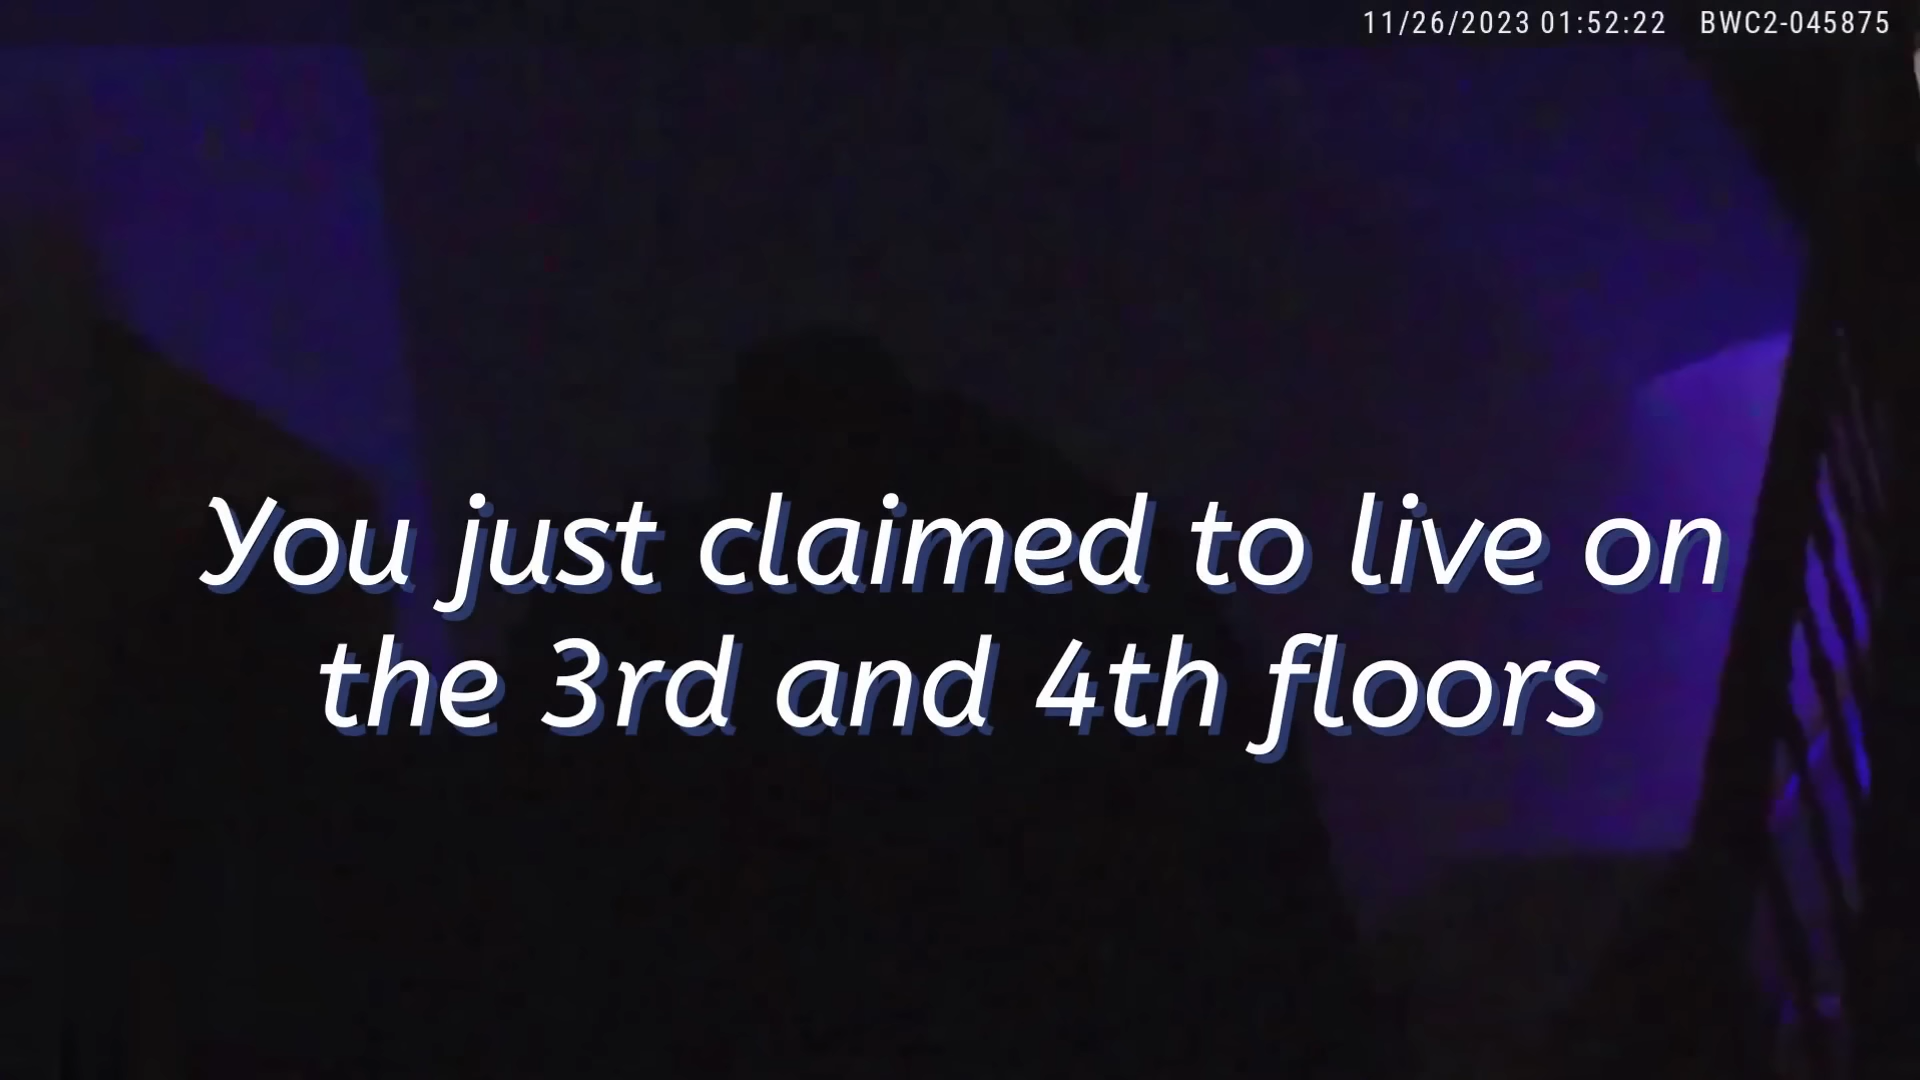 11/26/2023 01:52:22 BWC2-045875
You just claimed to live on
the 3rd and 4th floors